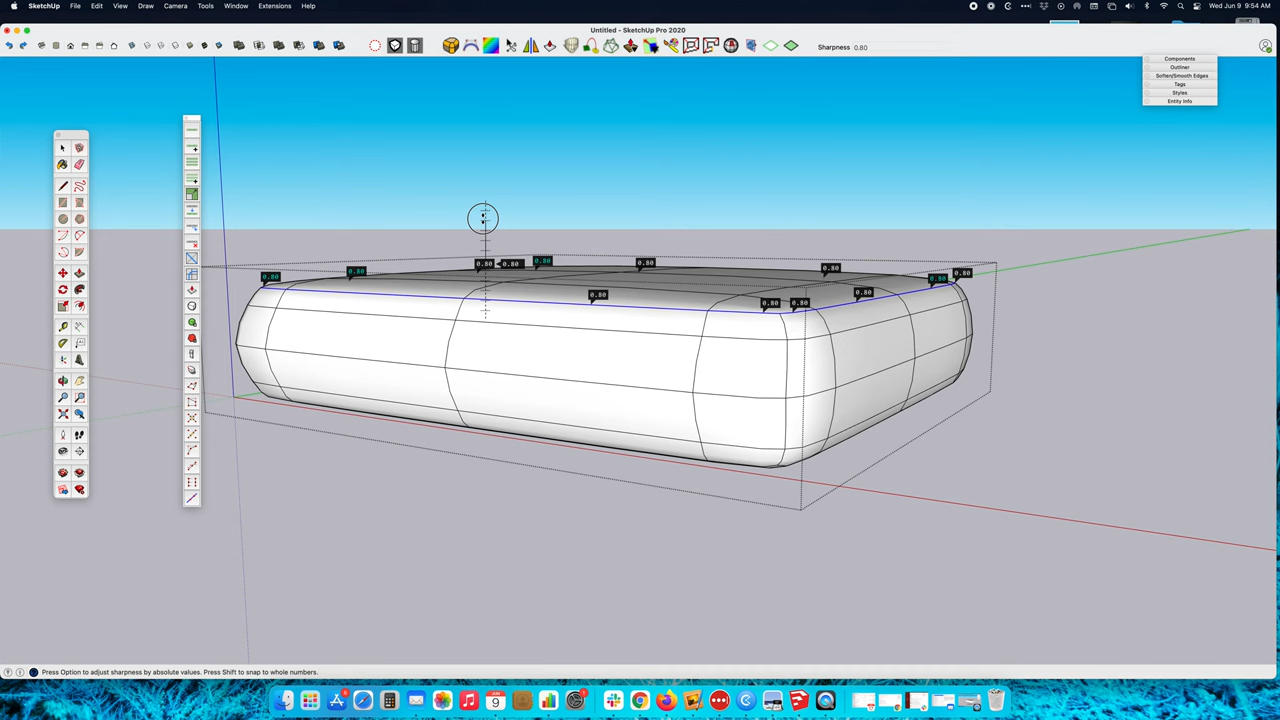 SketchUp File Edit View Draw Camera Tools Window Extensions Help
Wed Jun 9 9:54 AM
Untitled - SketchUp Pro 2020
Sharpness 0.80
Components
Outliner
Soften/Smooth Edges
Tags
Styles
Entity Info
0.80 0.80 0.80 0.80 0.80
0.80 0.80 0.80 0.80
0.80 0.80 0.80 0.80
Press Option to adjust sharpness by absolute values. Press Shift to snap to whole numbers.